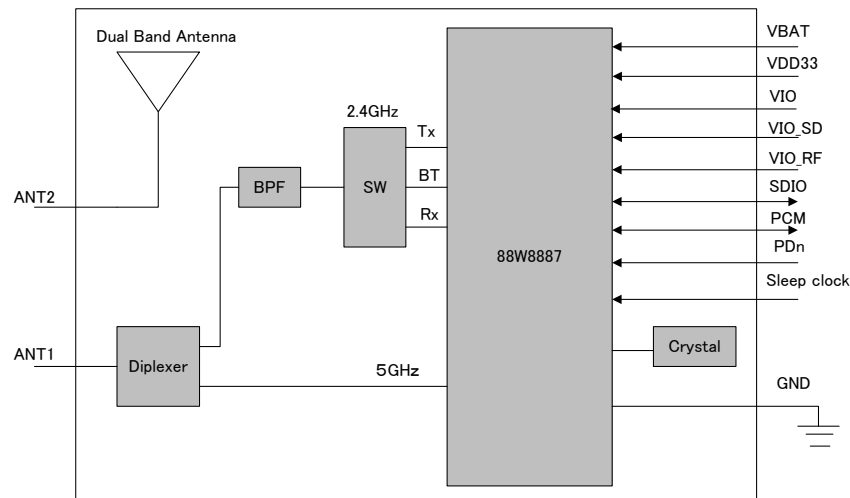 Dual Band Antenna
VBAT
VDD33
VIO
VIO_SD
VIO_RF
SDIO
PCM
PDn
Sleep clock
2.4GHz
Tx
BT
Rx
BPF
SW
ANT2
88W8887
ANT1
Diplexer
5GHz
Crystal
GND